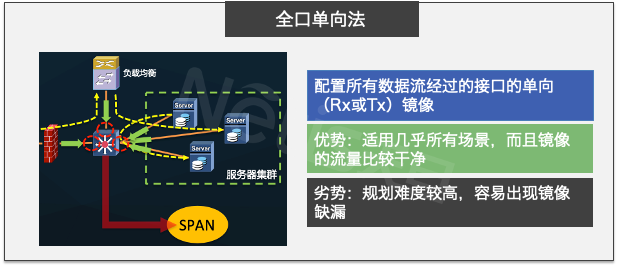 全口单向法
负载均衡
Server
Server
Server
服务器集群
SPAN
配置所有数据流经过的接口的单向
（Rx或Tx）镜像
优势：适用几乎所有场景，而且镜像
的流量比较干净
劣势：规划难度较高，容易出现镜像
缺漏